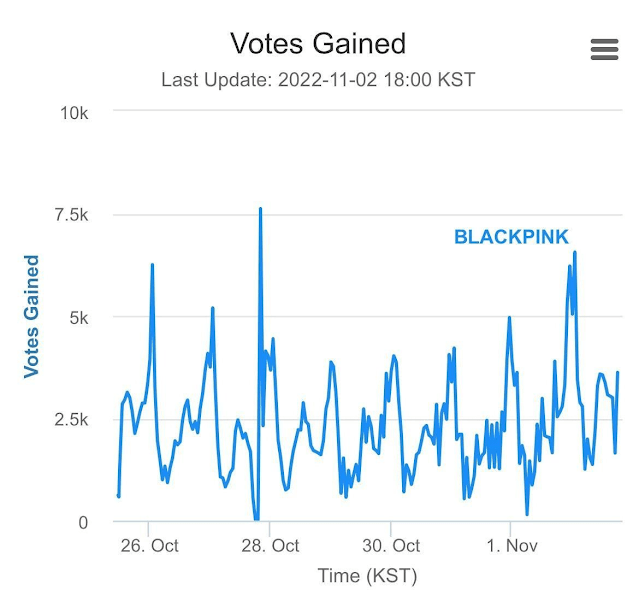 Votes Gained
Last Update: 2022-11-02 18:00 KST
10k
7.5k
BLACKPINK
5k
Votes Gained
2.5k
0
26. Oct 28. Oct 30. Oct 1. Nov
Time (KST)